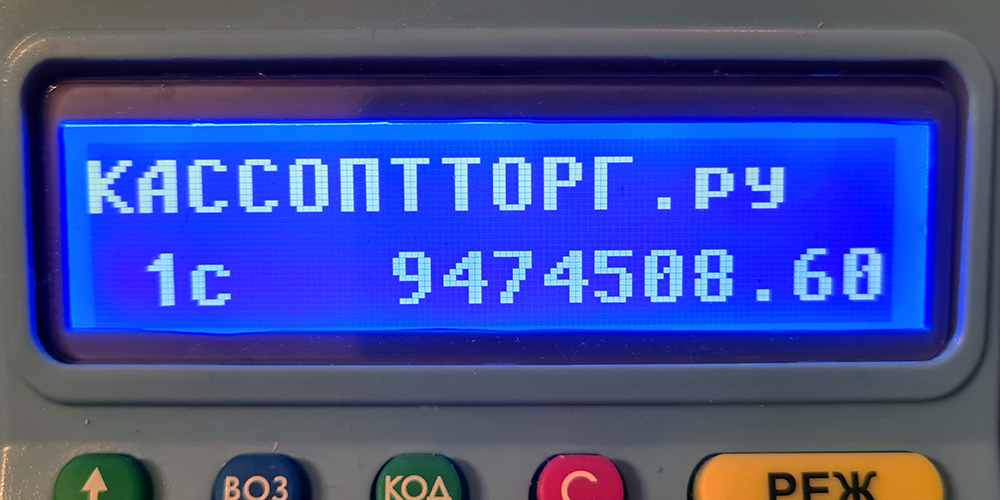 КАССОПТТОРГ.ру
1с 9474508.60
↑ ВОЗ КОД С РЕЖ